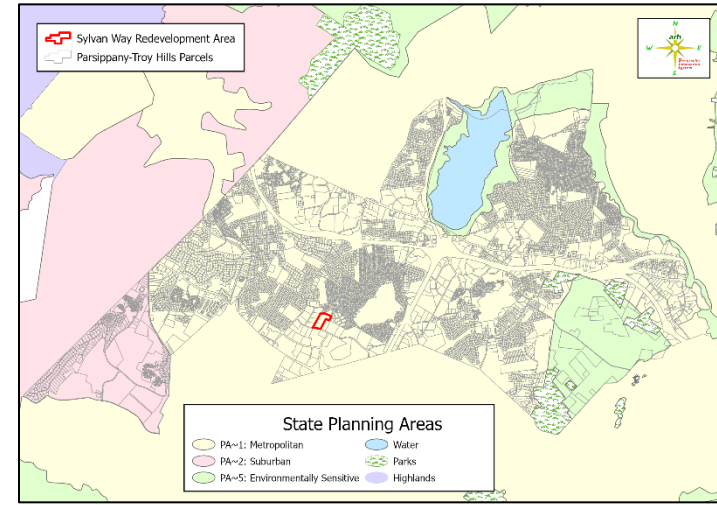 Sylvan Way Redevelopment Area
Parsippany-Troy Hills Parcels
N
W
E
S
arh
State Planning Areas
PA~1: Metropolitan
PA~2: Suburban
PA~5: Environmentally Sensitive
Water
Parks
Highlands